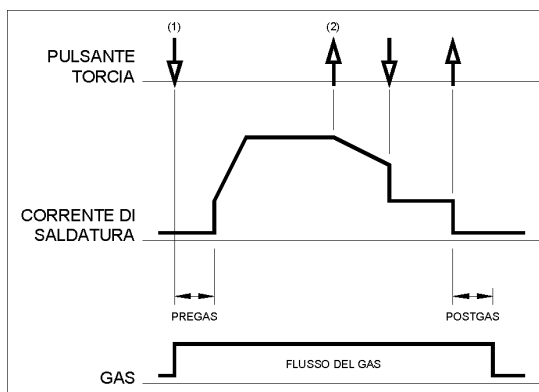 (1) (2)
PULSANTE
TORCIA
CORRENTE DI
SALDATURA
PREGAS POSTGAS
FLUSSO DEL GAS
GAS